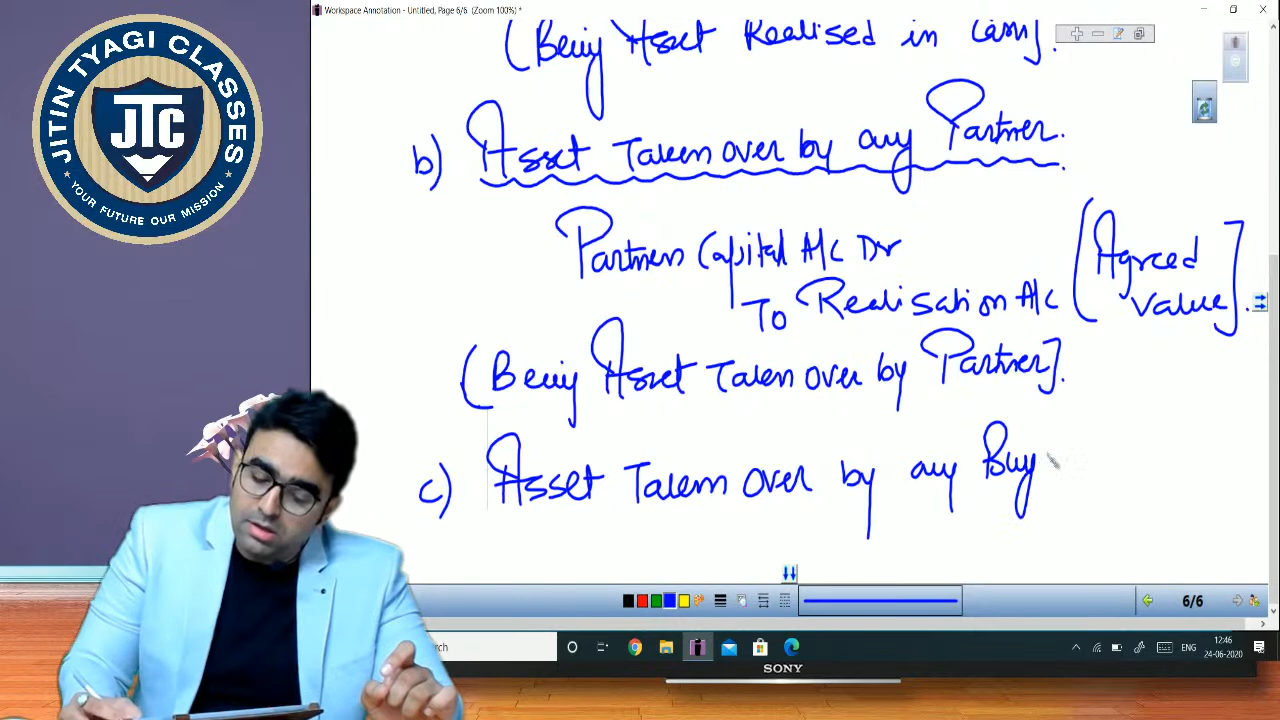 Workspace Annotation - Untitled, Page 6/6 (Zoom 100%) *
(Being Asset Realised in Cash].
b) Asset Taken over by any Partner.
Partners Capital A/c Dr
To Realisation A/c
[Agreed
Value].
(Being Asset Taken over by Partner].
c) Asset Taken over by any Buy
JITIN TYAGI CLASSES
JTC
YOUR FUTURE OUR MISSION
6/6
rch
ENG
12:46
24-06-2020
SONY